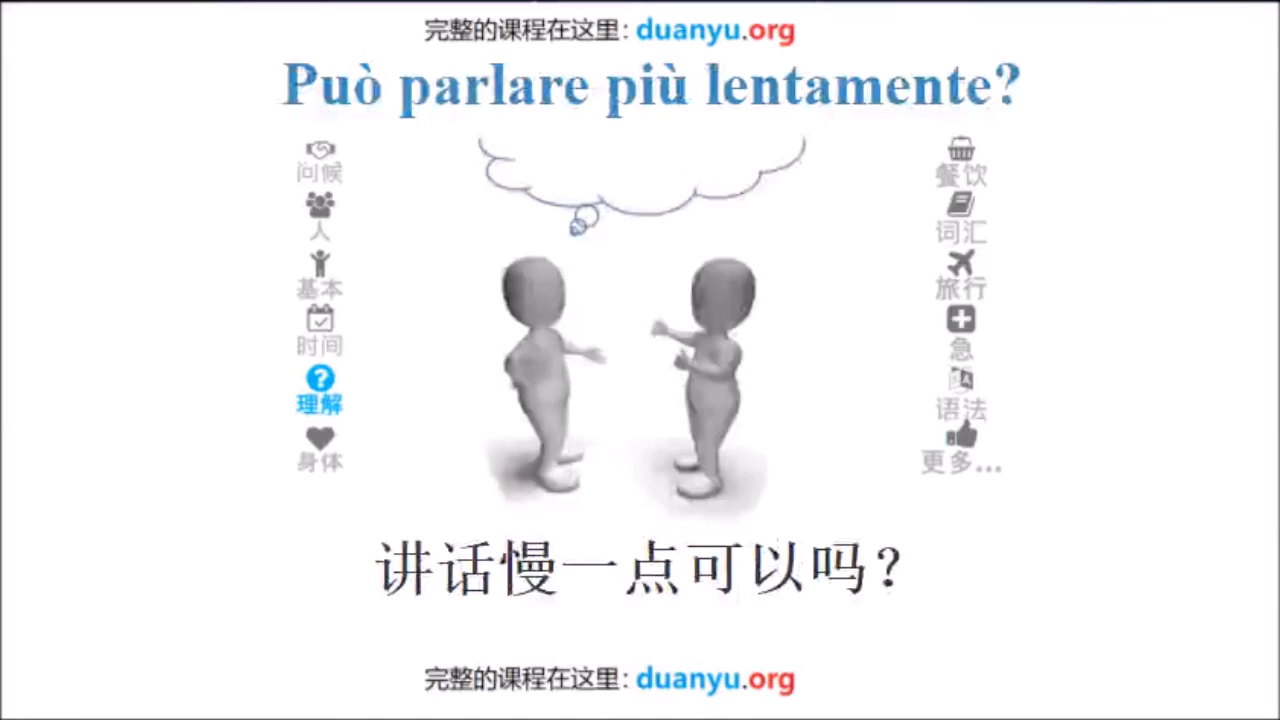 完整的课程在这里: duanyu.org
Può parlare più lentamente?
问候
人
基本
时间
理解
身体
餐饮
词汇
旅行
急
语法
更多...
讲话慢一点可以吗?
完整的课程在这里: duanyu.org